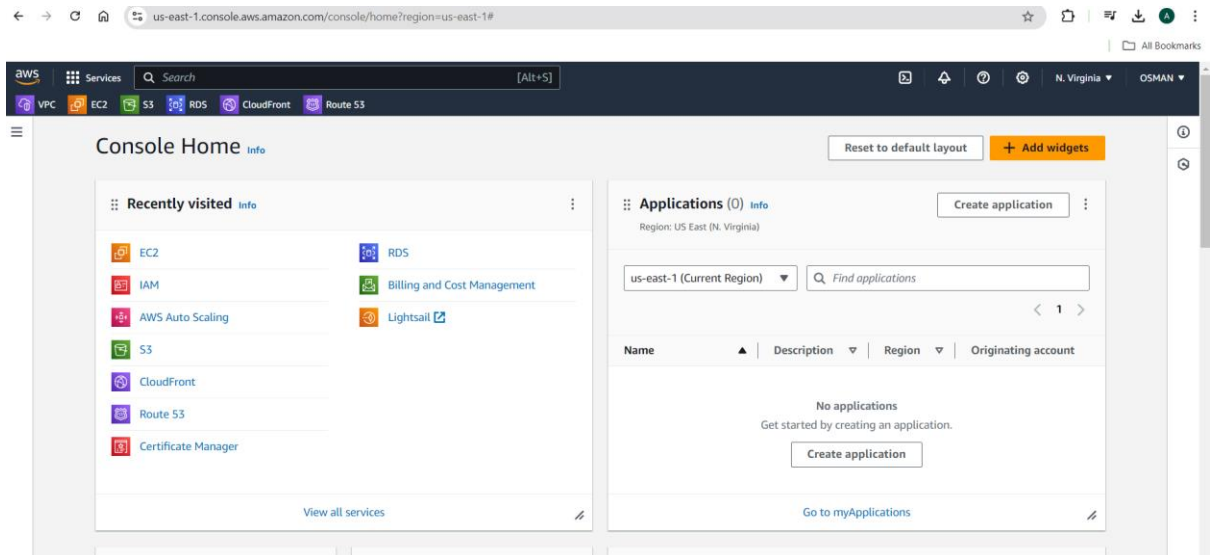 us-east-1.console.aws.amazon.com/console/home?region=us-east-1#
A
All Bookmarks
aws
Services
Search
[Alt+S]
N. Virginia
OSMAN
VPC
EC2
S3
RDS
CloudFront
Route 53
Console Home Info
Reset to default layout
+ Add widgets
Recently visited Info
EC2
IAM
AWS Auto Scaling
S3
CloudFront
Route 53
Certificate Manager
RDS
Billing and Cost Management
Lightsail
View all services
Applications (0) Info
Region: US East (N. Virginia)
Create application
us-east-1 (Current Region)
Find applications
1
Name
Description
Region
Originating account
No applications
Get started by creating an application.
Create application
Go to myApplications